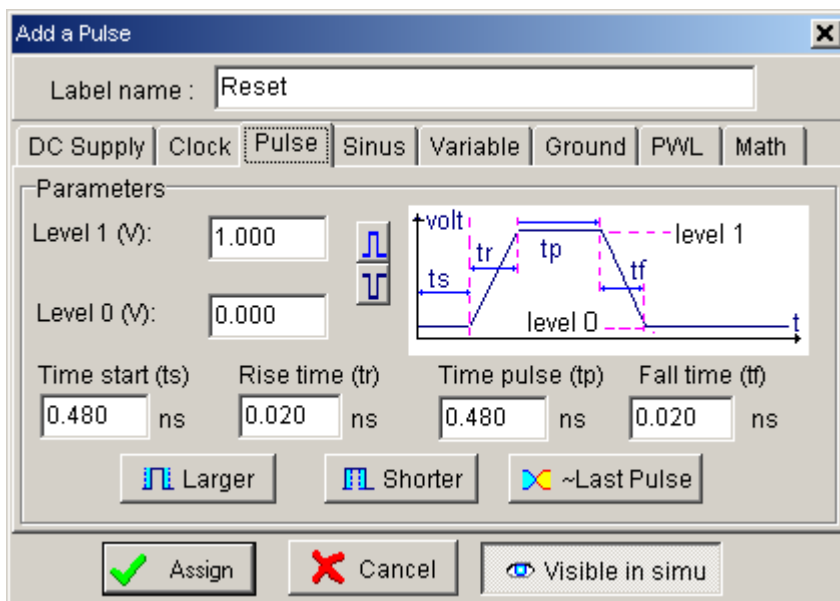 Add a Pulse
Label name : Reset
DC Supply Clock Pulse Sinus Variable Ground PWL Math
Parameters
Level 1 (V): 1.000
Level 0 (V): 0.000
volt
tr
tp
level 1
ts
tf
level 0
t
Time start (ts) Rise time (tr) Time pulse (tp) Fall time (tf)
0.480 ns 0.020 ns 0.480 ns 0.020 ns
Larger Shorter ~Last Pulse
Assign Cancel Visible in simu